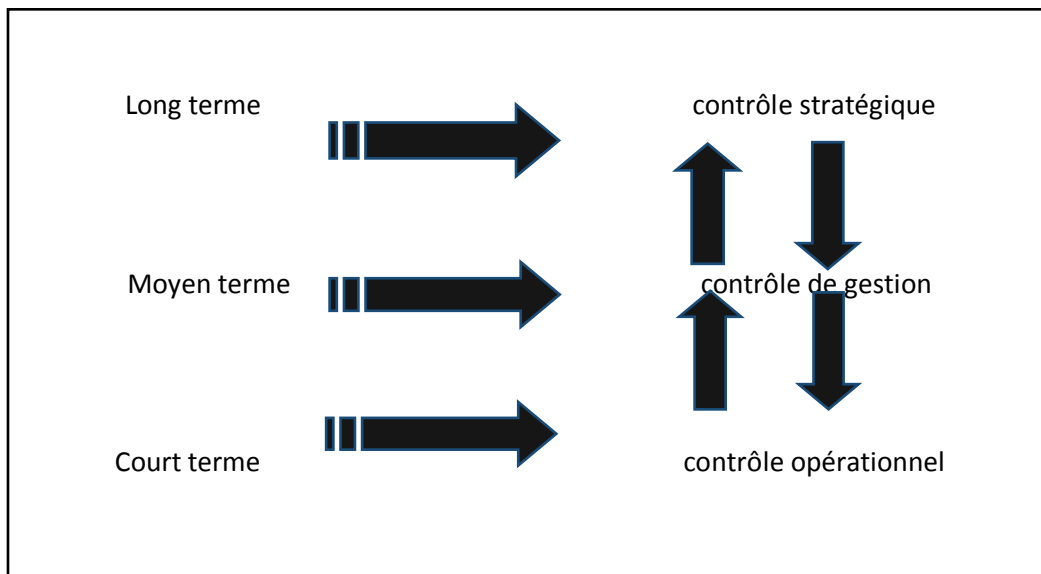 Long terme
contrôle stratégique
Moyen terme
contrôle de gestion
Court terme
contrôle opérationnel